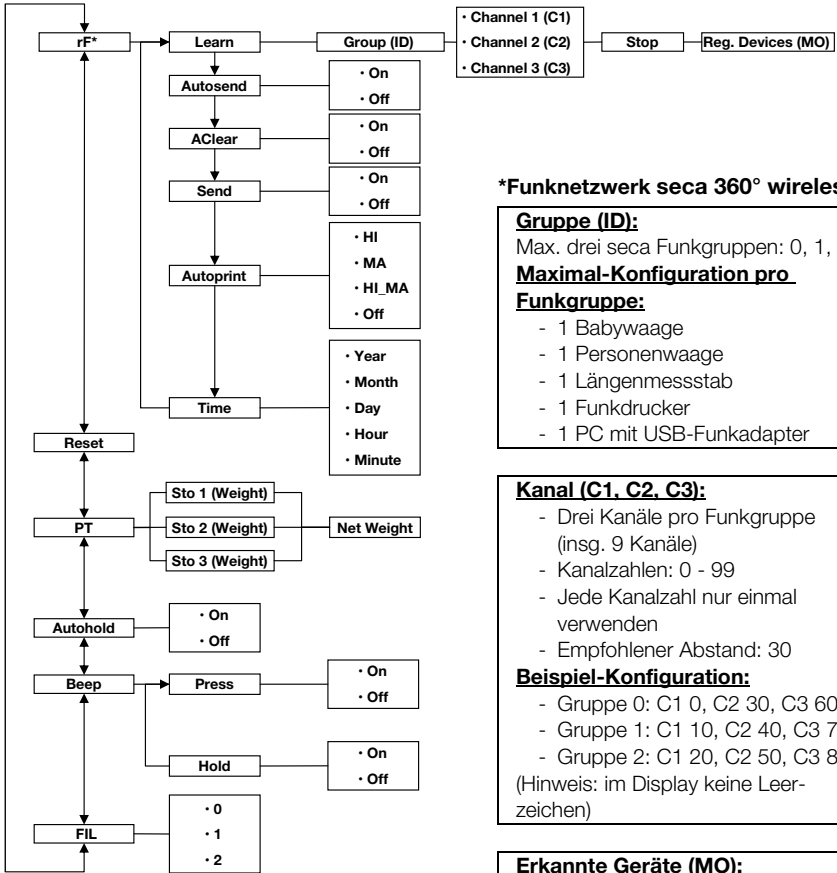 rF*
Learn
Group (ID)
• Channel 1 (C1)
• Channel 2 (C2)
• Channel 3 (C3)
Stop
Reg. Devices (MO)
Autosend
• On
• Off
AClear
• On
• Off
Send
• On
• Off
Autoprint
• HI
• MA
• HI_MA
• Off
Time
• Year
• Month
• Day
• Hour
• Minute
Reset
PT
Sto 1 (Weight)
Sto 2 (Weight)
Sto 3 (Weight)
Net Weight
Autohold
• On
• Off
Beep
Press
• On
• Off
Hold
• On
• Off
FIL
• 0
• 1
• 2
*Funknetzwerk seca 360° wireles
Gruppe (ID):
Max. drei seca Funkgruppen: 0, 1,
Maximal-Konfiguration pro
Funkgruppe:
- 1 Babywaage
- 1 Personenwaage
- 1 Längenmessstab
- 1 Funkdrucker
- 1 PC mit USB-Funkadapter
Kanal (C1, C2, C3):
- Drei Kanäle pro Funkgruppe
(insg. 9 Kanäle)
- Kanalzahlen: 0 - 99
- Jede Kanalzahl nur einmal
verwenden
- Empfohlener Abstand: 30
Beispiel-Konfiguration:
- Gruppe 0: C1 0, C2 30, C3 60
- Gruppe 1: C1 10, C2 40, C3 7
- Gruppe 2: C1 20, C2 50, C3 8
(Hinweis: im Display keine Leer-
zeichen)
Erkannte Geräte (MO):